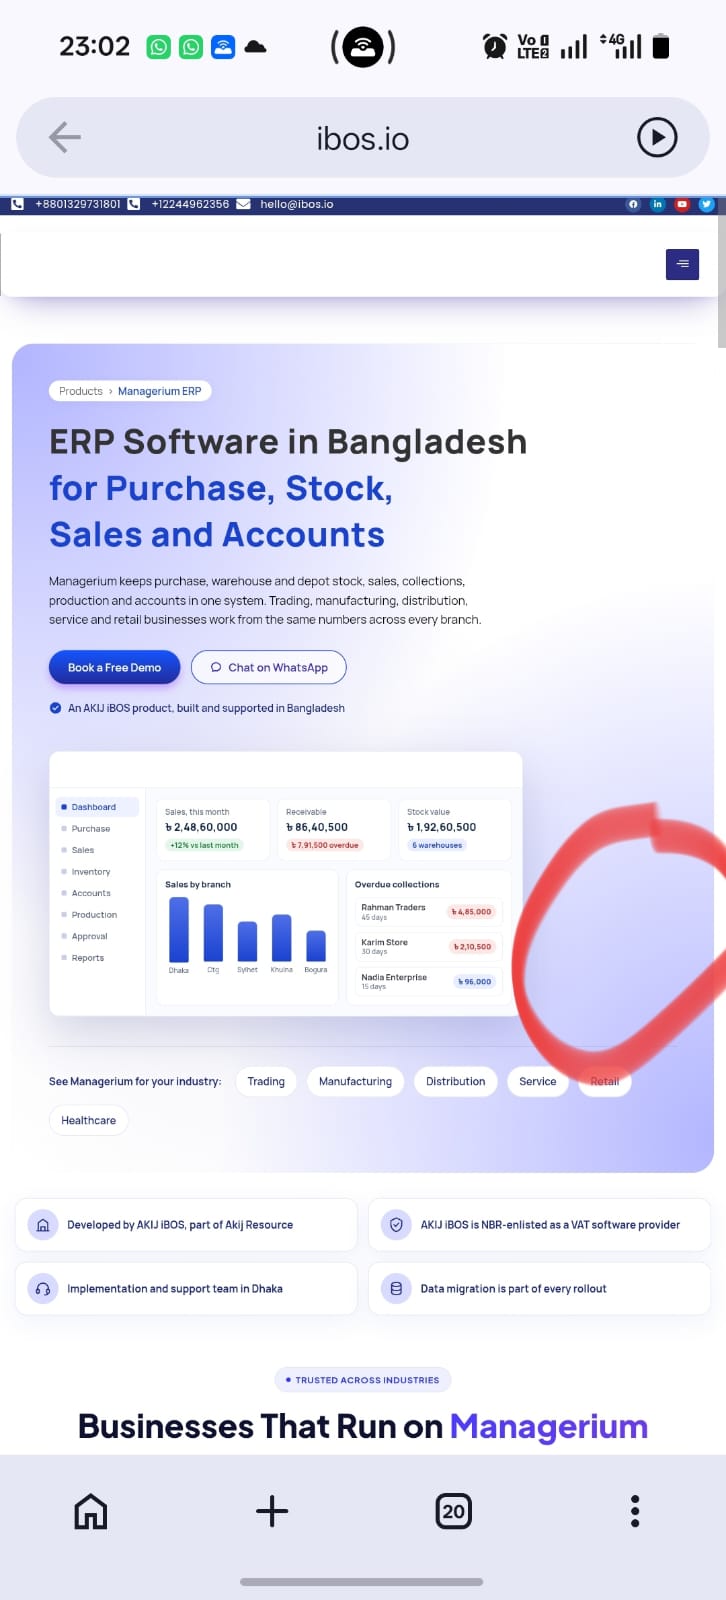 23:02
Vo 1
LTE2
4G
ibos.io
+8801329731801 +12244962356 hello@ibos.io
Products › Managerium ERP
ERP Software in Bangladesh
for Purchase, Stock,
Sales and Accounts
Managerium keeps purchase, warehouse and depot stock, sales, collections,
production and accounts in one system. Trading, manufacturing, distribution,
service and retail businesses work from the same numbers across every branch.
Book a Free Demo
Chat on WhatsApp
An AKIJ iBOS product, built and supported in Bangladesh
Dashboard
Purchase
Sales
Inventory
Accounts
Production
Approval
Reports
Sales, this month
৳ 2,48,60,000
+12% vs last month
Receivable
৳ 86,40,500
৳ 7,91,500 overdue
Stock value
৳ 1,92,60,500
6 warehouses
Sales by branch
Dhaka Ctg Sylhet Khulna Bogura
Overdue collections
Rahman Traders
45 days
৳ 4,85,000
Karim Store
30 days
৳ 2,10,500
Nadia Enterprise
15 days
৳ 96,000
See Managerium for your industry: Trading Manufacturing Distribution Service Retail
Healthcare
Developed by AKIJ iBOS, part of Akij Resource
AKIJ iBOS is NBR-enlisted as a VAT software provider
Implementation and support team in Dhaka
Data migration is part of every rollout
TRUSTED ACROSS INDUSTRIES
Businesses That Run on Managerium
20